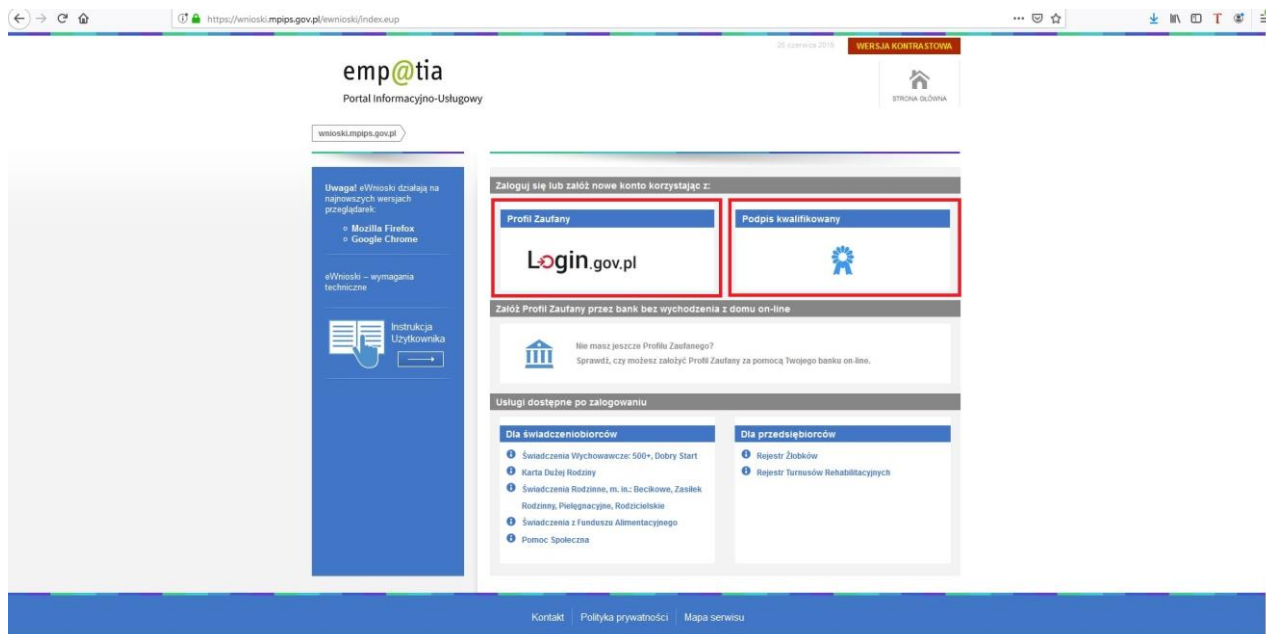 https://wnioski.mpips.gov.pl/ewnioski/index.eup
WERSJA KONTRASTOWA
emp@tia
Portal Informacyjno-Usługowy
STRONA GŁÓWNA
wnioski.mpips.gov.pl
Uwaga! eWnioski działają na
najnowszych wersjach
przeglądarek:
Mozilla Firefox
Google Chrome
eWnioski – wymagania
techniczne
Instrukcja
Użytkownika
Zaloguj się lub załóż nowe konto korzystając z:
Profil Zaufany
Login.gov.pl
Podpis kwalifikowany
Załóż Profil Zaufany przez bank bez wychodzenia z domu on-line
Nie masz jeszcze Profilu Zaufanego?
Sprawdź, czy możesz założyć Profil Zaufany za pomocą Twojego banku on-line.
Usługi dostępne po zalogowaniu
Dla świadczeniobiorców
Świadczenia Wychowawcze: 500+, Dobry Start
Karta Dużej Rodziny
Świadczenia Rodzinne, m. in.: Becikowe, Zasiłek
Rodzinny, Pielęgnacyjne, Rodzicielskie
Świadczenia z Funduszu Alimentacyjnego
Pomoc Społeczna
Dla przedsiębiorców
Rejestr Żłobków
Rejestr Turnusów Rehabilitacyjnych
Kontakt
Polityka prywatności
Mapa serwisu